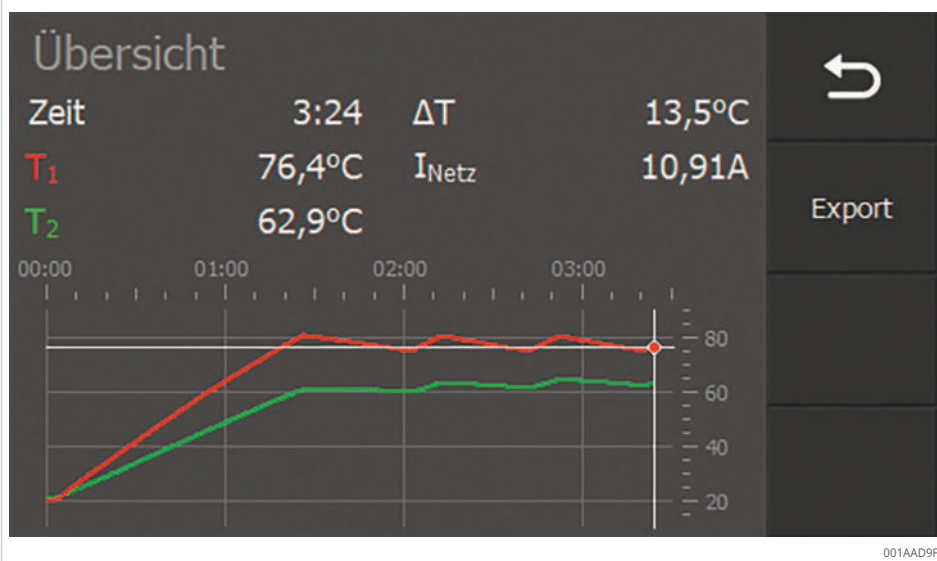 Übersicht
Zeit 3:24 ΔT 13,5°C
T1 76,4°C INetz 10,91A
T2 62,9°C
Export
00:00 01:00 02:00 03:00
80
60
40
20
001AAD9F